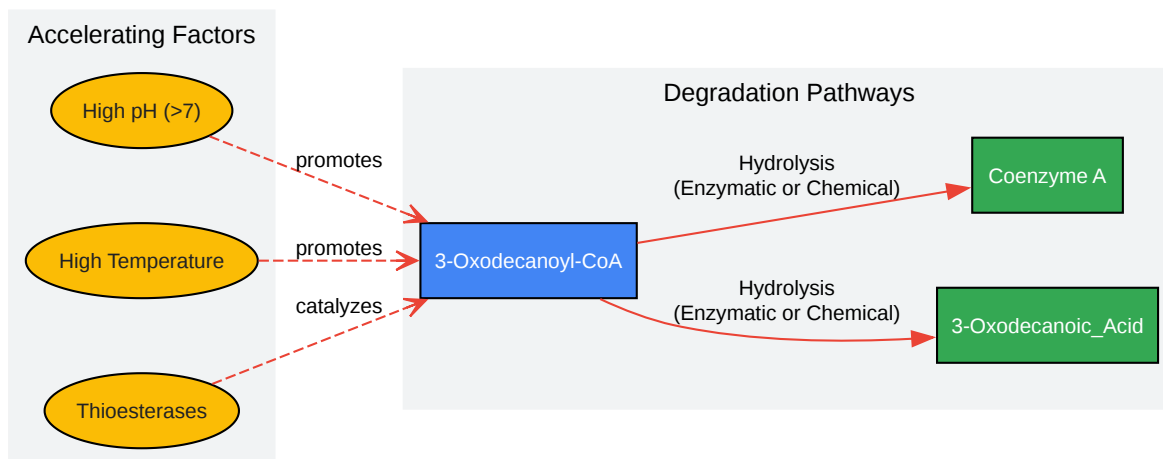 Accelerating Factors
High pH (>7)
High Temperature
Thioesterases
promotes
promotes
catalyzes
Degradation Pathways
3-Oxodecanoyl-CoA
Hydrolysis
(Enzymatic or Chemical)
Hydrolysis
(Enzymatic or Chemical)
Coenzyme A
3-Oxodecanoic_Acid